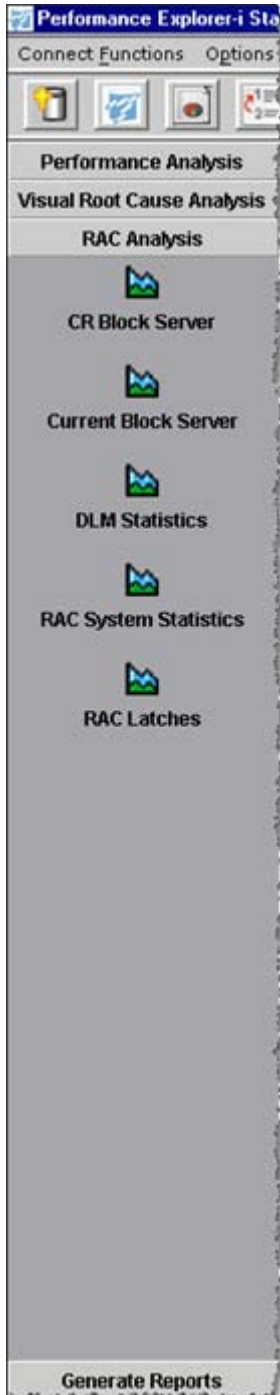 Performance Explorer-i Sta
Connect Functions Options
Performance Analysis
Visual Root Cause Analysis
RAC Analysis
CR Block Server
Current Block Server
DLM Statistics
RAC System Statistics
RAC Latches
Generate Reports